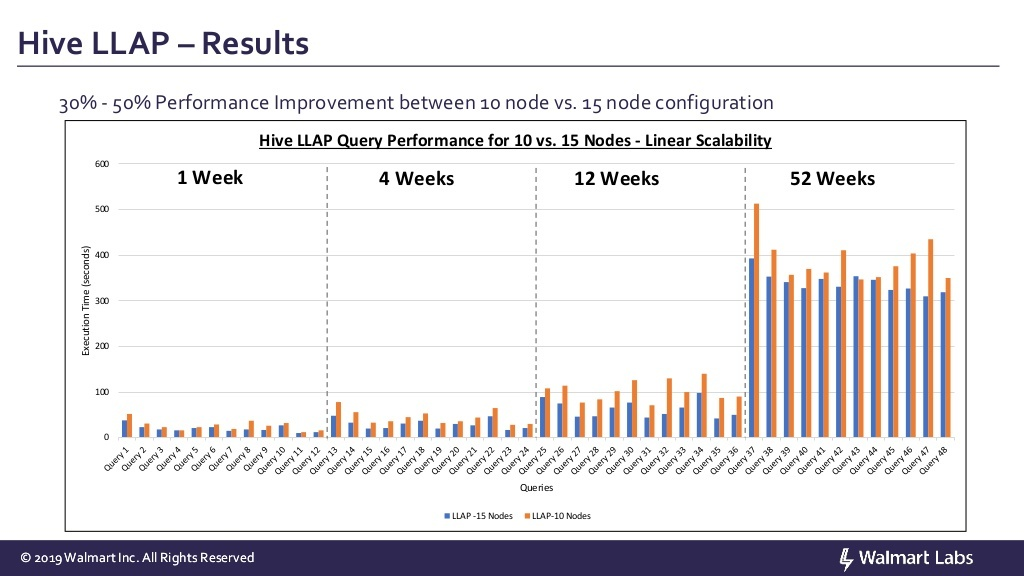 Hive LLAP – Results
30% - 50% Performance Improvement between 10 node vs. 15 node configuration
Hive LLAP Query Performance for 10 vs. 15 Nodes - Linear Scalability
1 Week
4 Weeks
12 Weeks
52 Weeks
600
500
400
300
200
100
0
Execution Time (seconds)
Query 1
Query 2
Query 3
Query 4
Query 5
Query 6
Query 7
Query 8
Query 9
Query 10
Query 11
Query 12
Query 13
Query 14
Query 15
Query 16
Query 17
Query 18
Query 19
Query 20
Query 21
Query 22
Query 23
Query 24
Query 25
Query 26
Query 27
Query 28
Query 29
Query 30
Query 31
Query 32
Query 33
Query 34
Query 35
Query 36
Query 37
Query 38
Query 39
Query 40
Query 41
Query 42
Query 43
Query 44
Query 45
Query 46
Query 47
Query 48
Queries
LLAP -15 Nodes
LLAP-10 Nodes
© 2019 Walmart Inc. All Rights Reserved
Walmart Labs